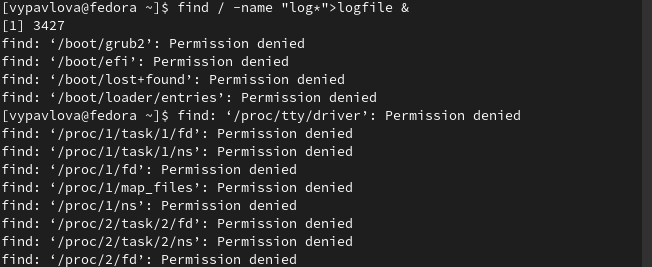 [vypavlova@fedora ~]$ find / -name "log*">logfile &
[1] 3427
find: ‘/boot/grub2’: Permission denied
find: ‘/boot/efi’: Permission denied
find: ‘/boot/lost+found’: Permission denied
find: ‘/boot/loader/entries’: Permission denied
[vypavlova@fedora ~]$ find: ‘/proc/tty/driver’: Permission denied
find: ‘/proc/1/task/1/fd’: Permission denied
find: ‘/proc/1/task/1/ns’: Permission denied
find: ‘/proc/1/fd’: Permission denied
find: ‘/proc/1/map_files’: Permission denied
find: ‘/proc/1/ns’: Permission denied
find: ‘/proc/2/task/2/fd’: Permission denied
find: ‘/proc/2/task/2/ns’: Permission denied
find: ‘/proc/2/fd’: Permission denied